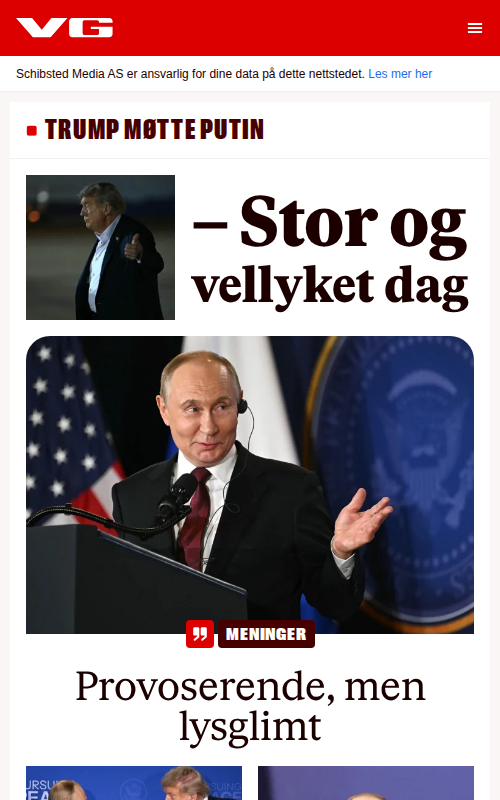 VG
Schibsted Media AS er ansvarlig for dine data på dette nettstedet. Les mer her
TRUMP MØTTE PUTIN
– Stor og
vellyket dag
MENINGER
Provoserende, men
lysglimt